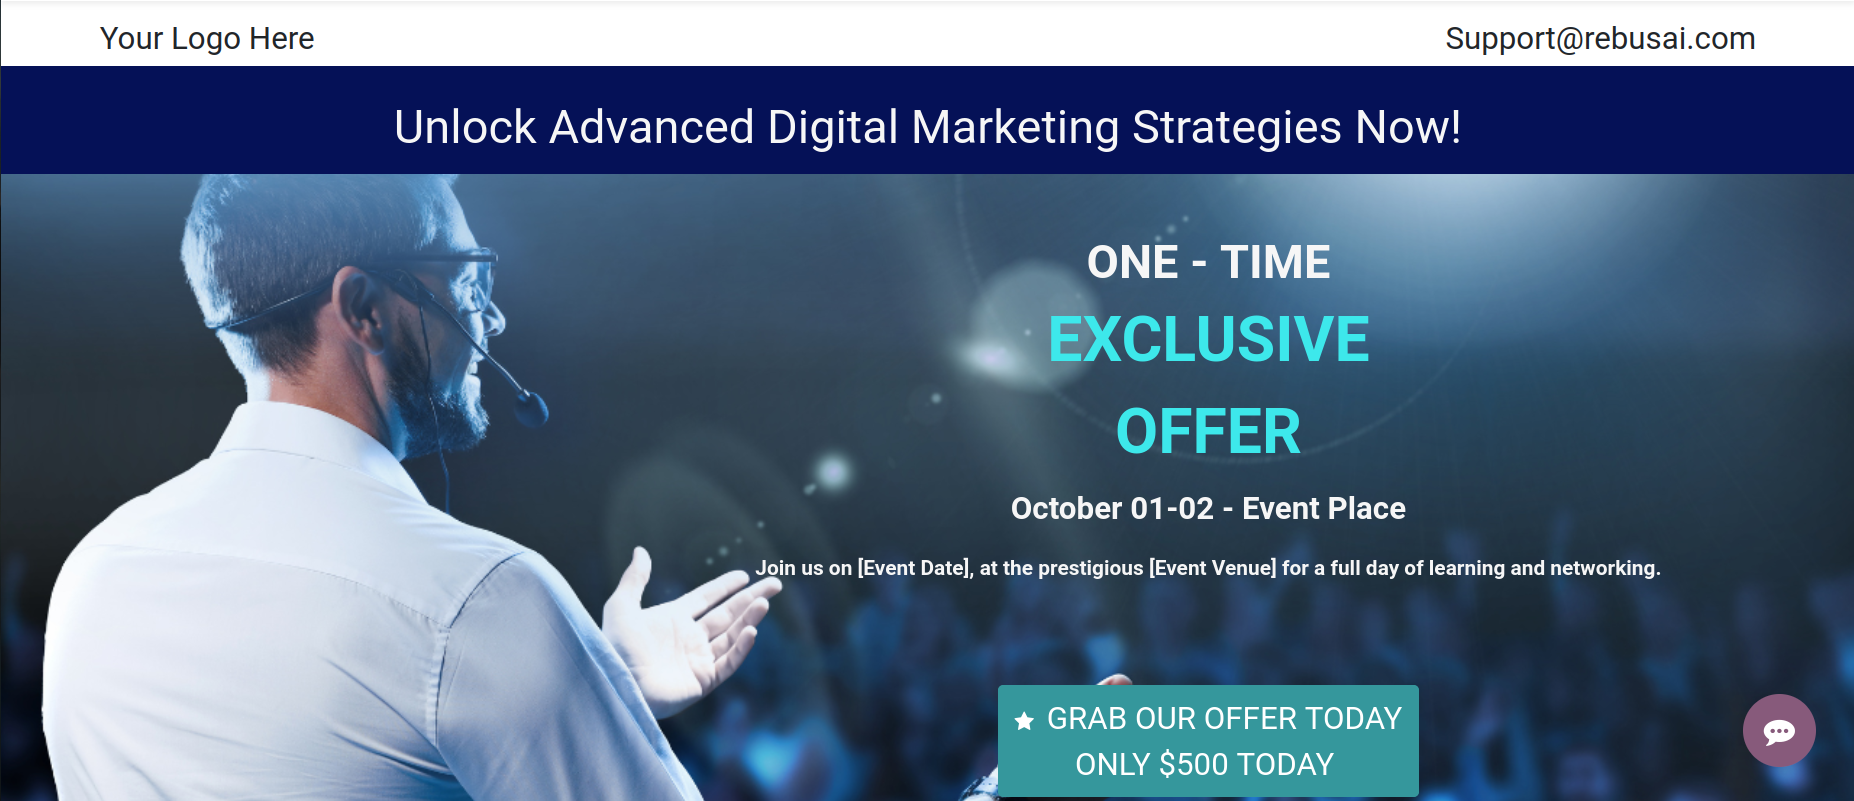 Your Logo Here
Support@rebusai.com
Unlock Advanced Digital Marketing Strategies Now!
ONE - TIME
EXCLUSIVE
OFFER
October 01-02 - Event Place
Join us on [Event Date], at the prestigious [Event Venue] for a full day of learning and networking.
GRAB OUR OFFER TODAY
ONLY $500 TODAY